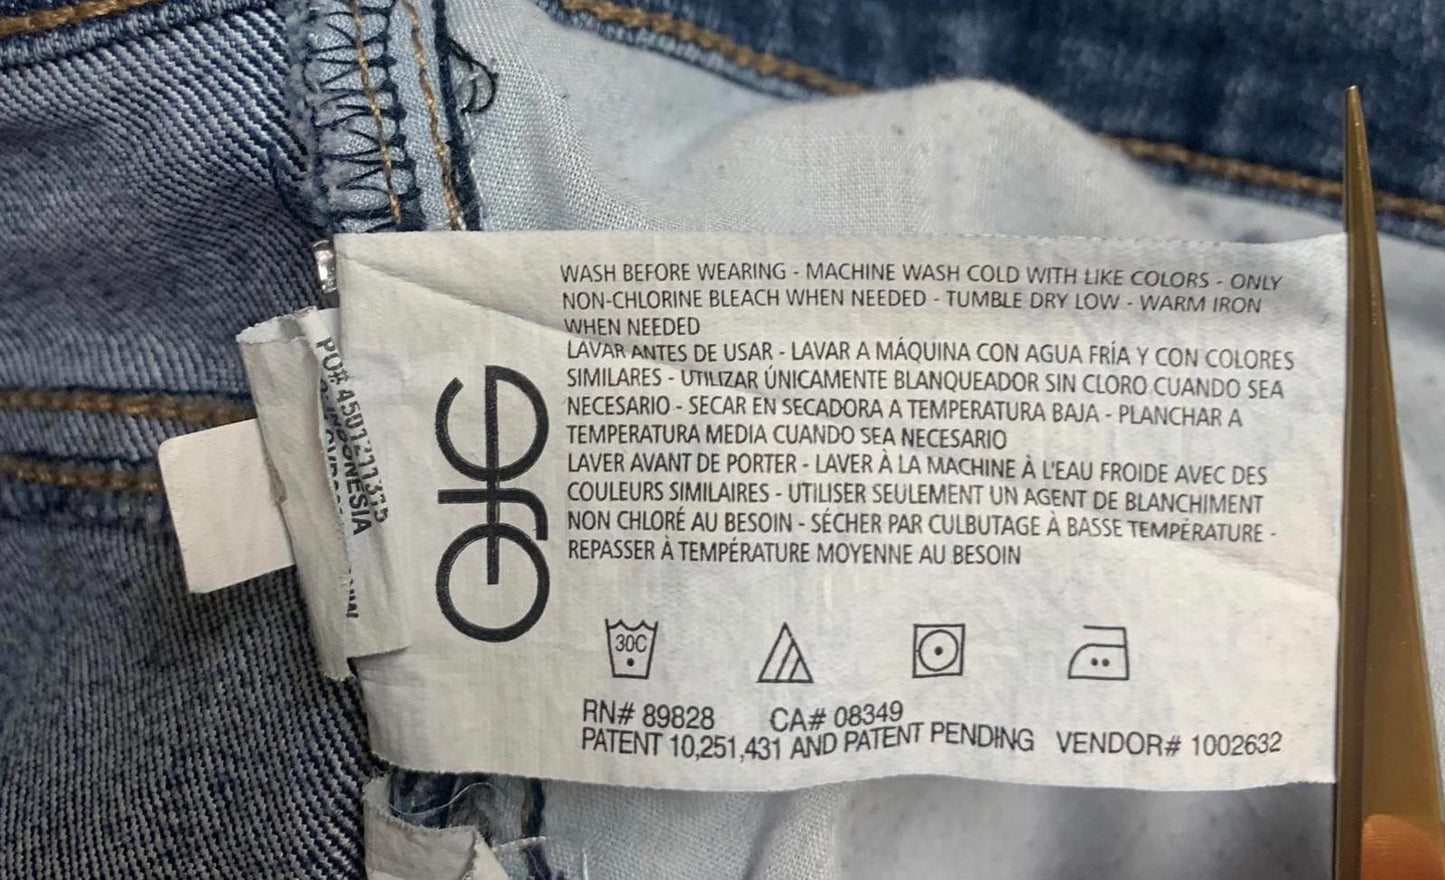 WASH BEFORE WEARING - MACHINE WASH COLD WITH LIKE COLORS - ONLY
NON-CHLORINE BLEACH WHEN NEEDED - TUMBLE DRY LOW - WARM IRON
WHEN NEEDED
LAVAR ANTES DE USAR - LAVAR A MÁQUINA CON AGUA FRÍA Y CON COLORES
SIMILARES - UTILIZAR ÚNICAMENTE BLANQUEADOR SIN CLORO CUANDO SEA
NECESARIO - SECAR EN SECADORA A TEMPERATURA BAJA - PLANCHAR A
TEMPERATURA MEDIA CUANDO SEA NECESARIO
LAVER AVANT DE PORTER - LAVER À LA MACHINE À L'EAU FROIDE AVEC DES
COULEURS SIMILAIRES - UTILISER SEULEMENT UN AGENT DE BLANCHIMENT
NON CHLORÉ AU BESOIN - SÉCHER PAR CULBUTAGE À BASSE TEMPÉRATURE -
REPASSER À TEMPÉRATURE MOYENNE AU BESOIN
30C
RN# 89828 CA# 08349
PATENT 10,251,431 AND PATENT PENDING VENDOR# 1002632
PO#